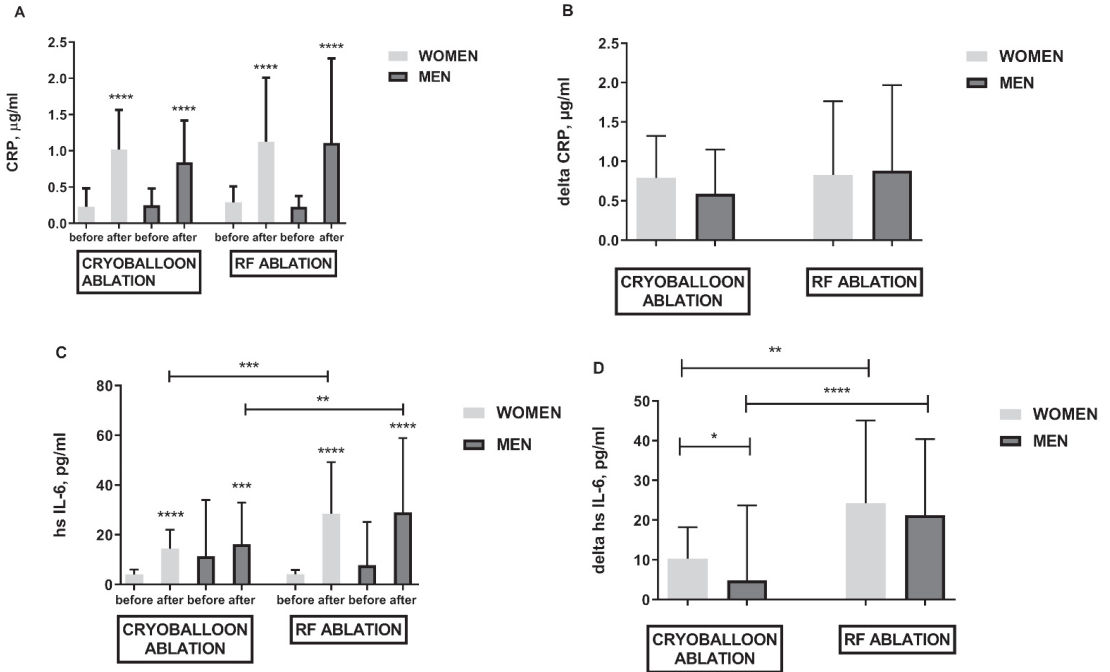 A
CRP, μg/ml
2.5
2.0
1.5
1.0
0.5
0.0
**** **** **** ****
before after before after before after before after
CRYOBALLOON
ABLATION
RF ABLATION
WOMEN
MEN
B
delta CRP, μg/ml
2.5
2.0
1.5
1.0
0.5
0.0
CRYOBALLOON
ABLATION
RF ABLATION
WOMEN
MEN
C
hs IL-6, pg/ml
80
60
40
20
0
***
**
**** *** **** ****
before after before after before after before after
CRYOBALLOON
ABLATION
RF ABLATION
WOMEN
MEN
D
delta hs IL-6, pg/ml
50
40
30
20
10
0
**
****
*
CRYOBALLOON
ABLATION
RF ABLATION
WOMEN
MEN